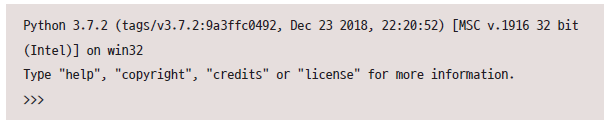 Python 3.7.2 (tags/v3.7.2:9a3ffc0492, Dec 23 2018, 22:20:52) [MSC v.1916 32 bit
(Intel)] on win32
Type "help", "copyright", "credits" or "license" for more information.
>>>